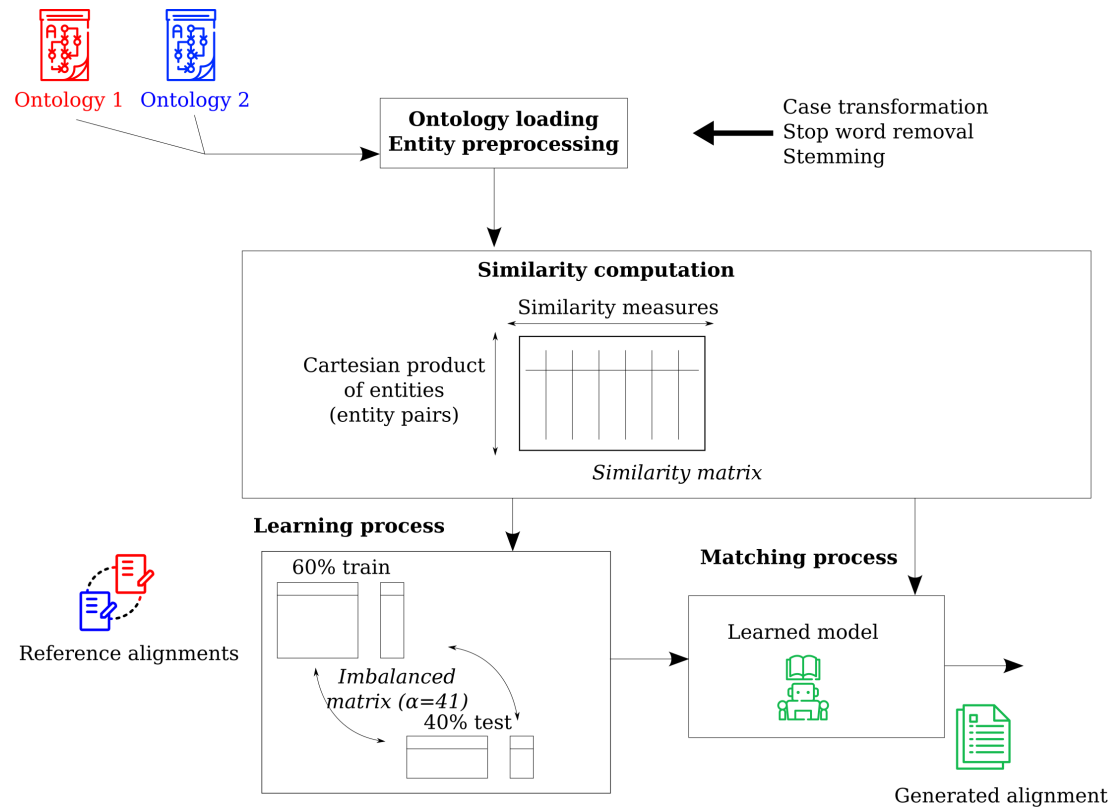 Ontology 1
Ontology 2
Ontology loading
Entity preprocessing
Case transformation
Stop word removal
Stemming
Similarity computation
Similarity measures
Cartesian product
of entities
(entity pairs)
Similarity matrix
Learning process
60% train
Imbalanced
matrix (α=41)
40% test
Reference alignments
Matching process
Learned model
Generated alignment